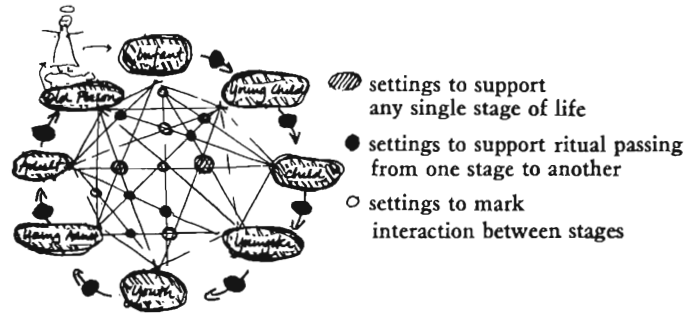 Infant
Young Child
Old Person
settings to support
any single stage of life
settings to support ritual passing
from one stage to another
Adult
Child
settings to mark
interaction between stages
Young Adult
Youngster
Youth